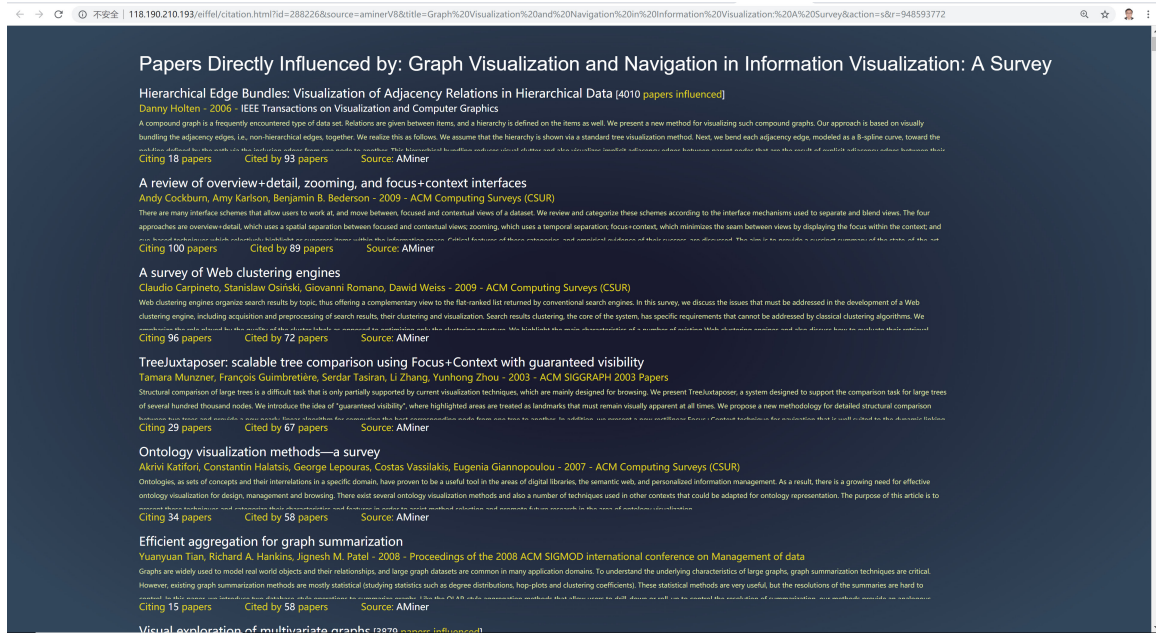 不安全 | 118.190.210.193/eiffel/citation.html?id=288226&source=aminerV8&title=Graph%20Visualization%20and%20Navigation%20in%20Information%20Visualization:%20A%20Survey&action=s&r=948593772
Papers Directly Influenced by: Graph Visualization and Navigation in Information Visualization: A Survey
Hierarchical Edge Bundles: Visualization of Adjacency Relations in Hierarchical Data [4010 papers influenced]
Danny Holten - 2006 - IEEE Transactions on Visualization and Computer Graphics
A compound graph is a frequently encountered type of data set. Relations are given between items, and a hierarchy is defined on the items as well. We present a new method for visualizing such compound graphs. Our approach is based on visually
bundling the adjacency edges, i.e., non-hierarchical edges, together. We realize this as follows. We assume that the hierarchy is shown via a standard tree visualization method. Next, we bend each adjacency edge, modeled as a B-spline curve, toward the
Citing 18 papers Cited by 93 papers Source: AMiner
A review of overview+detail, zooming, and focus+context interfaces
Andy Cockburn, Amy Karlson, Benjamin B. Bederson - 2009 - ACM Computing Surveys (CSUR)
There are many interface schemes that allow users to work at, and move between, focused and contextual views of a dataset. We review and categorize these schemes according to the interface mechanisms used to separate and blend views. The four
approaches are overview+detail, which uses a spatial separation between focused and contextual views; zooming, which uses a temporal separation; focus+context, which minimizes the seam between views by displaying the focus within the context; and
Citing 100 papers Cited by 89 papers Source: AMiner
A survey of Web clustering engines
Claudio Carpineto, Stanislaw Osiński, Giovanni Romano, Dawid Weiss - 2009 - ACM Computing Surveys (CSUR)
Web clustering engines organize search results by topic, thus offering a complementary view to the flat-ranked list returned by conventional search engines. In this survey, we discuss the issues that must be addressed in the development of a Web
clustering engine, including acquisition and preprocessing of search results, their clustering and visualization. Search results clustering, the core of the system, has specific requirements that cannot be addressed by classical clustering algorithms. We
Citing 96 papers Cited by 72 papers Source: AMiner
TreeJuxtaposer: scalable tree comparison using Focus+Context with guaranteed visibility
Tamara Munzner, François Guimbretière, Serdar Tasiran, Li Zhang, Yunhong Zhou - 2003 - ACM SIGGRAPH 2003 Papers
Structural comparison of large trees is a difficult task that is only partially supported by current visualization techniques, which are mainly designed for browsing. We present TreeJuxtaposer, a system designed to support the comparison task for large trees
of several hundred thousand nodes. We introduce the idea of "guaranteed visibility", where highlighted areas are treated as landmarks that must remain visually apparent at all times. We propose a new methodology for detailed structural comparison
Citing 29 papers Cited by 67 papers Source: AMiner
Ontology visualization methods—a survey
Akrivi Katifori, Constantin Halatsis, George Lepouras, Costas Vassilakis, Eugenia Giannopoulou - 2007 - ACM Computing Surveys (CSUR)
Ontologies, as sets of concepts and their interrelations in a specific domain, have proven to be a useful tool in the areas of digital libraries, the semantic web, and personalized information management. As a result, there is a growing need for effective
ontology visualization for design, management and browsing. There exist several ontology visualization methods and also a number of techniques used in other contexts that could be adapted for ontology representation. The purpose of this article is to
Citing 34 papers Cited by 58 papers Source: AMiner
Efficient aggregation for graph summarization
Yuanyuan Tian, Richard A. Hankins, Jignesh M. Patel - 2008 - Proceedings of the 2008 ACM SIGMOD international conference on Management of data
Graphs are widely used to model real world objects and their relationships, and large graph datasets are common in many application domains. To understand the underlying characteristics of large graphs, graph summarization techniques are critical.
However, existing graph summarization methods are mostly statistical (studying statistics such as degree distributions, hop-plots and clustering coefficients). These statistical methods are very useful, but the resolutions of the summaries are hard to
Citing 15 papers Cited by 58 papers Source: AMiner
Visual exploration of multivariate graphs [3879 papers influenced]